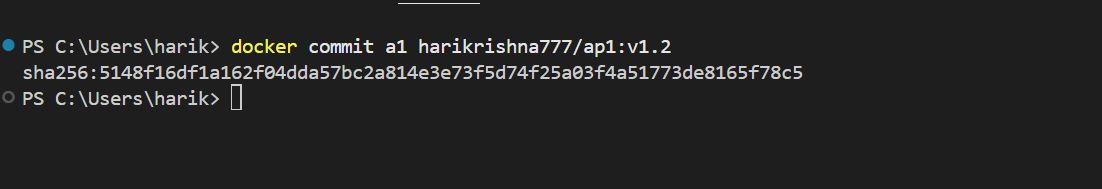 PS C:\Users\harik> docker commit a1 harikrishna777/ap1:v1.2
sha256:5148f16df1a162f04dda57bc2a814e3e73f5d74f25a03f4a51773de8165f78c5
PS C:\Users\harik>